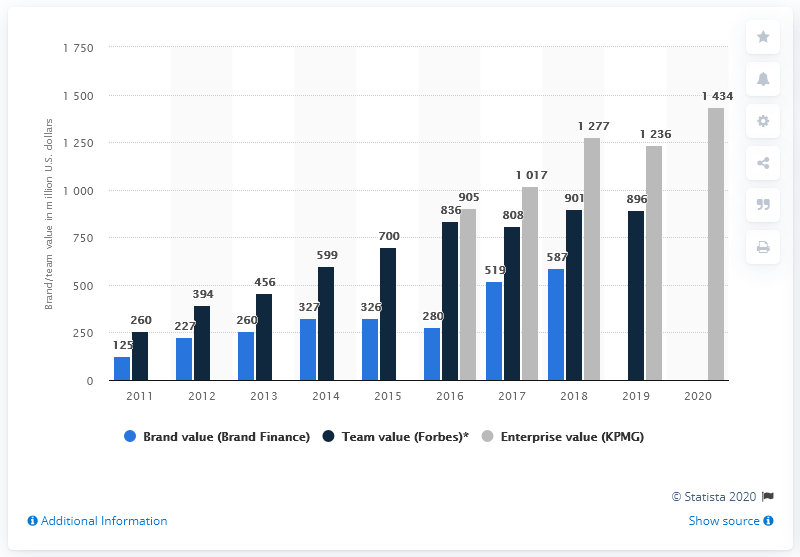 Brand/team value in million U.S. dollars
1 750
1 500
1 250
1 000
750
500
250
0
125 260
227 394
260 456
327 599
326 700
280 836 905
519 808 1 017
587 901 1 277
896 1 236
1 434
2011 2012 2013 2014 2015 2016 2017 2018 2019 2020
Brand value (Brand Finance) Team value (Forbes)* Enterprise value (KPMG)
© Statista 2020
Additional Information Show source